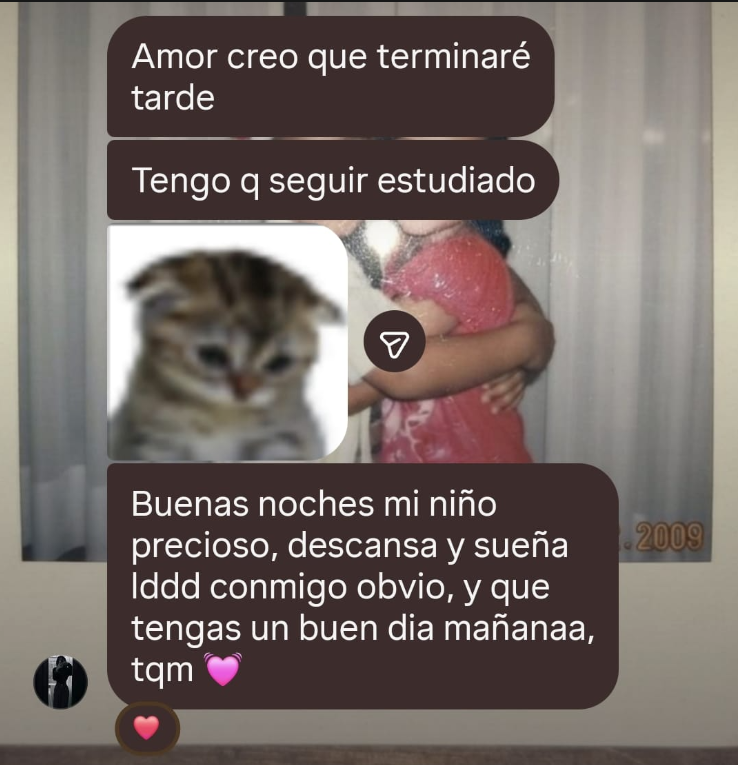 Amor creo que terminaré
tarde
Tengo q seguir estudiado
Buenas noches mi niño
precioso, descansa y sueña
lddd conmigo obvio, y que
tengas un buen dia mañanaa,
tqm 💓
.2009
❤️